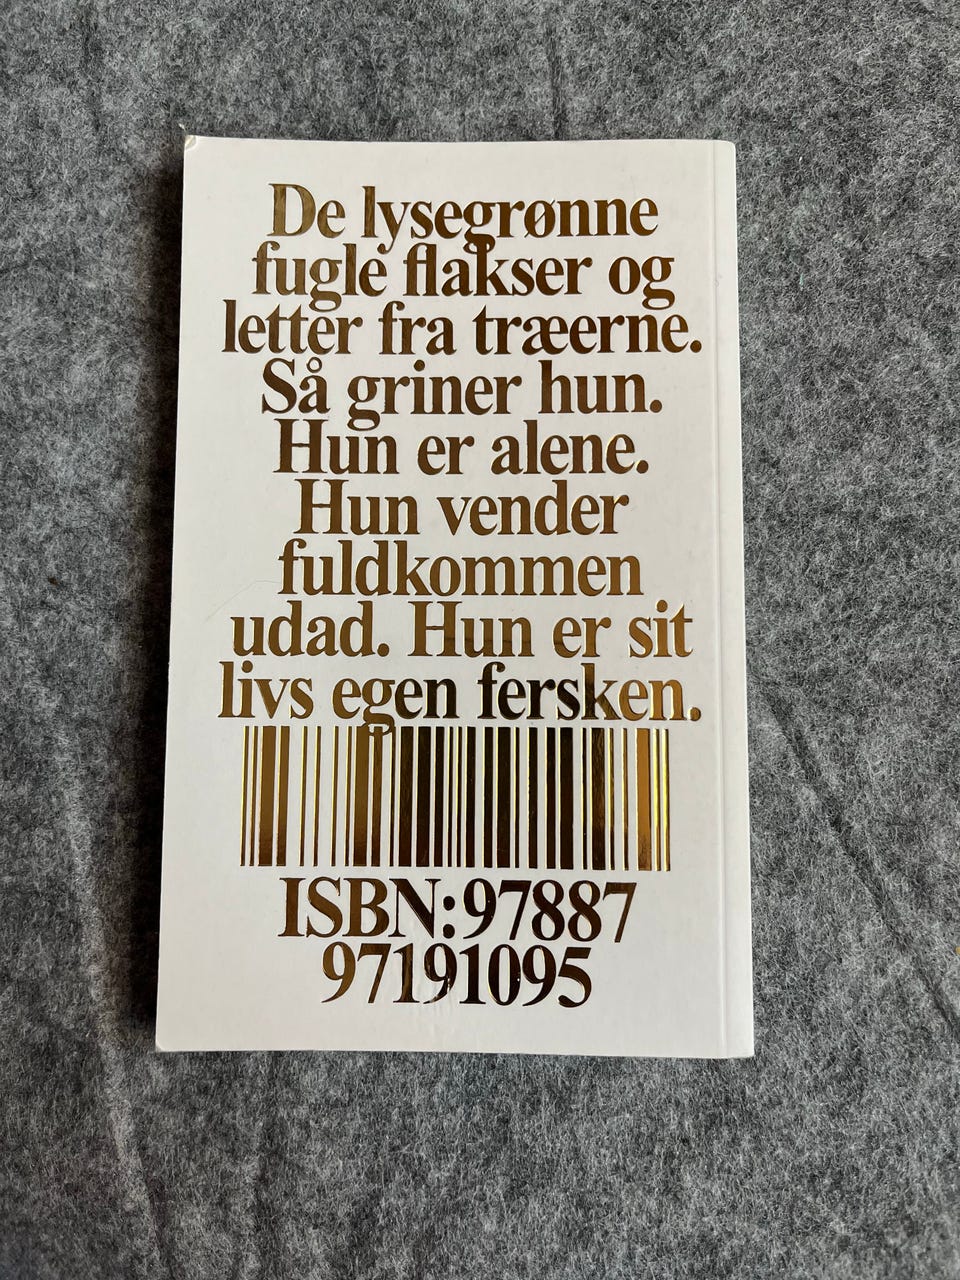 De lysegrønne
fugle flakser og
letter fra træerne.
Så griner hun.
Hun er alene.
Hun vender
fuldkommen
udad. Hun er sit
livs egen fersken.
ISBN:97887
97191095